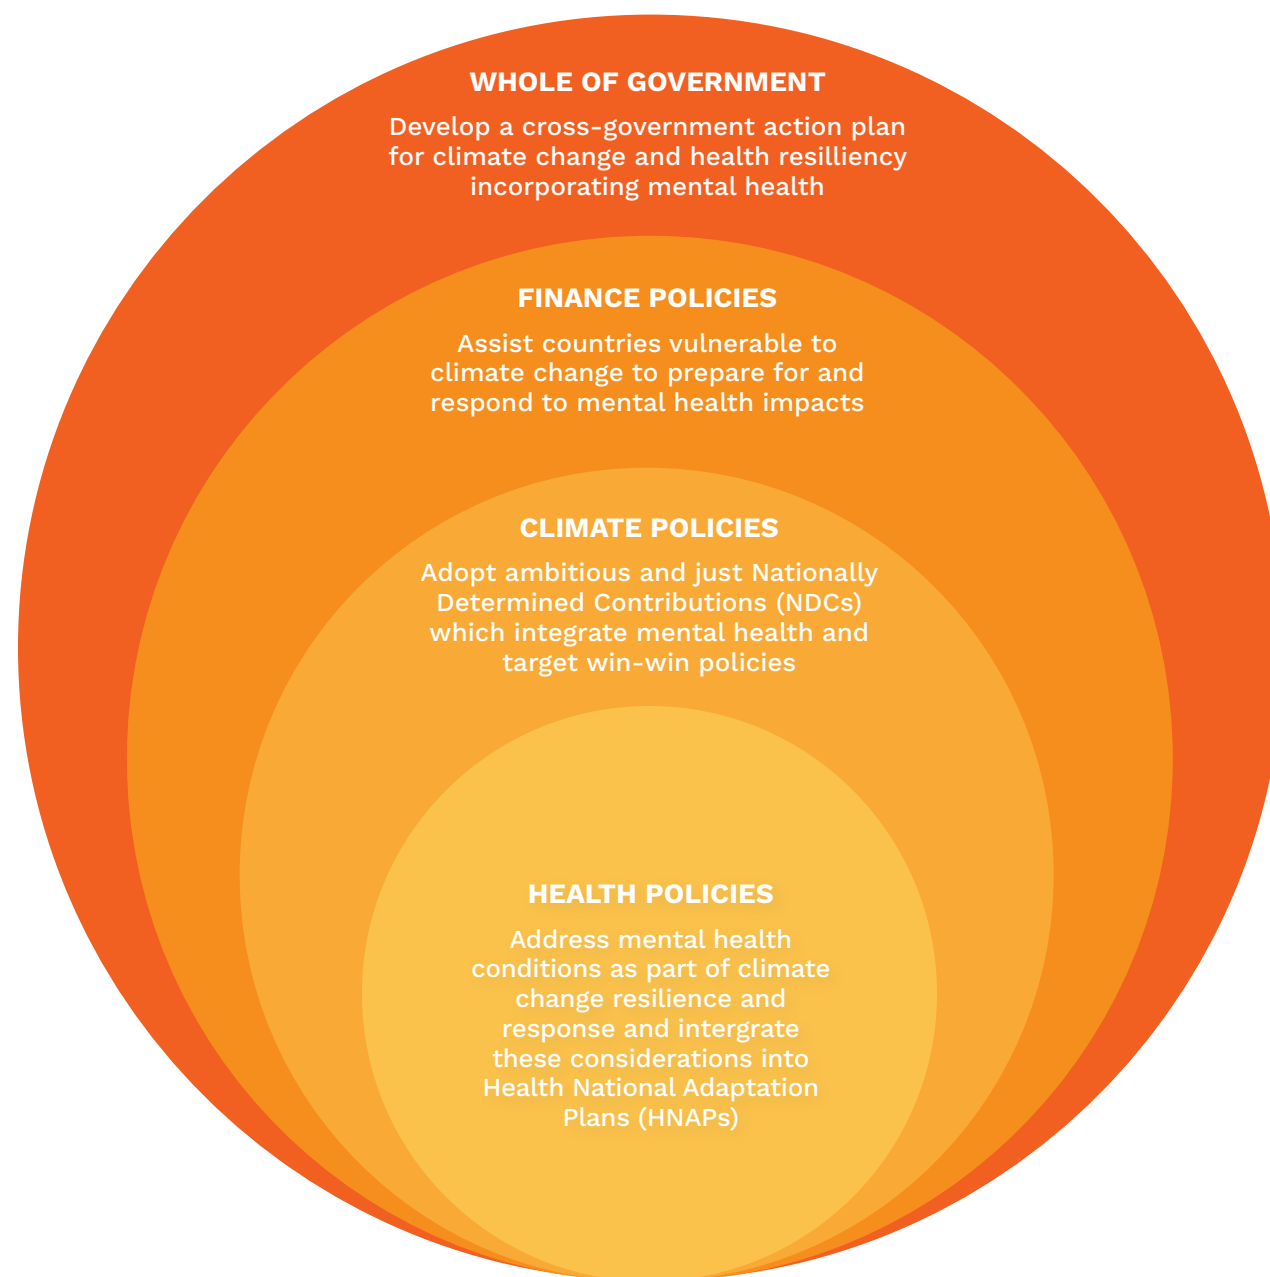 WHOLE OF GOVERNMENT
Develop a cross-government action plan
for climate change and health resilliency
incorporating mental health
FINANCE POLICIES
Assist countries vulnerable to
climate change to prepare for and
respond to mental health impacts
CLIMATE POLICIES
Adopt ambitious and just Nationally
Determined Contributions (NDCs)
which integrate mental health and
target win-win policies
HEALTH POLICIES
Address mental health
conditions as part of climate
change resilience and
response and intergrate
these considerations into
Health National Adaptation
Plans (HNAPs)